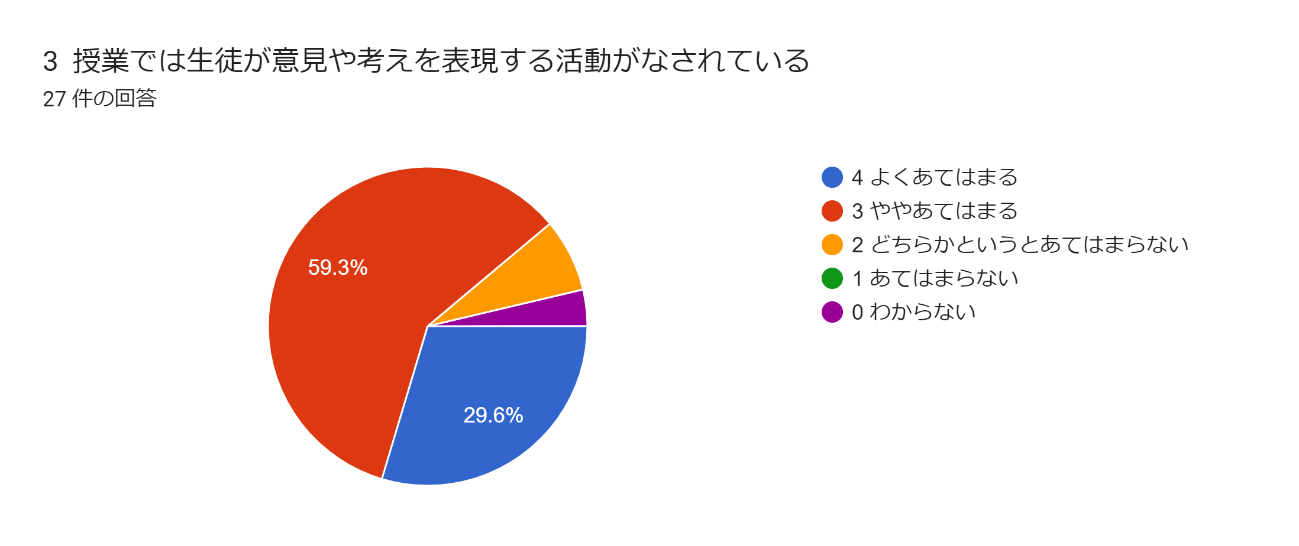 3 授業では生徒が意見や考えを表現する活動がなされている
27 件の回答
59.3%
29.6%
4 よくあてはまる
3 ややあてはまる
2 どちらかというとあてはまらない
1 あてはまらない
0 わからない